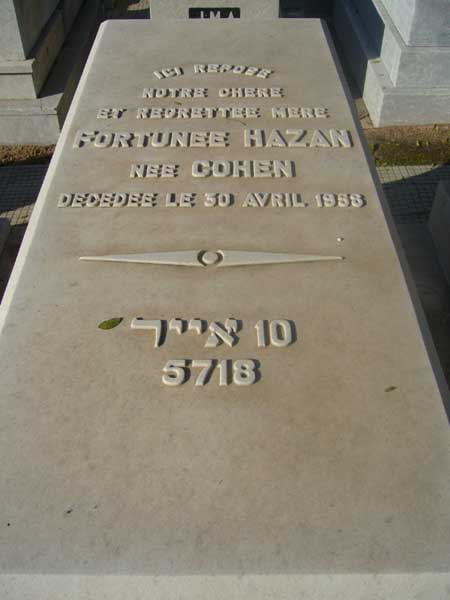 ICI REPOSE
NOTRE CHERE
ET REGRETTEE MERE
FORTUNEE HAZAN
NEE COHEN
DECEDEE LE 30 AVRIL 1958
10 אייר
5718